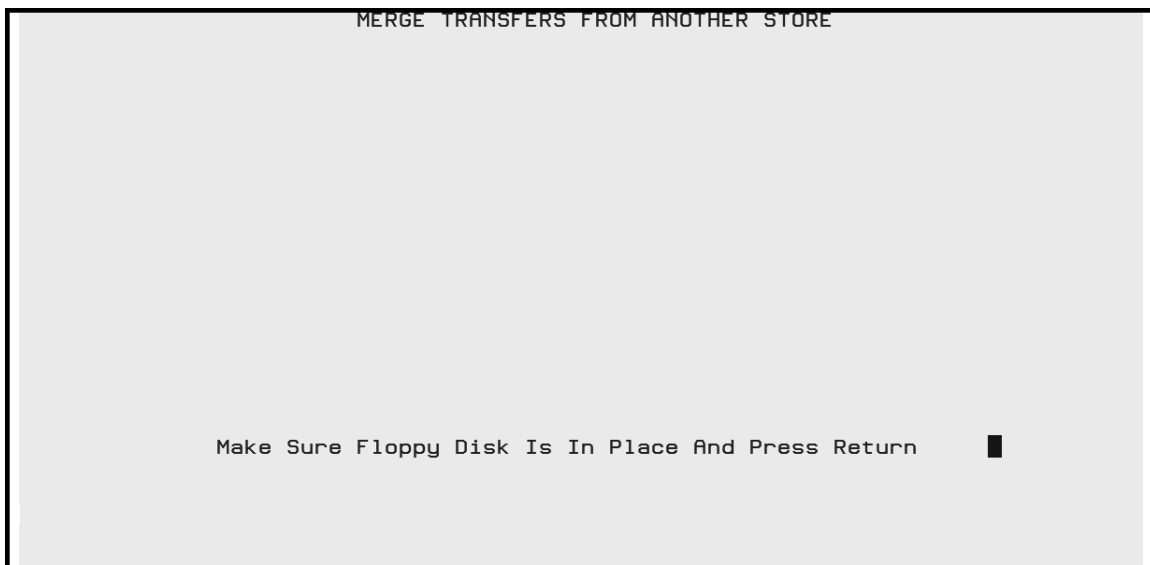 MERGE TRANSFERS FROM ANOTHER STORE
Make Sure Floppy Disk Is In Place And Press Return